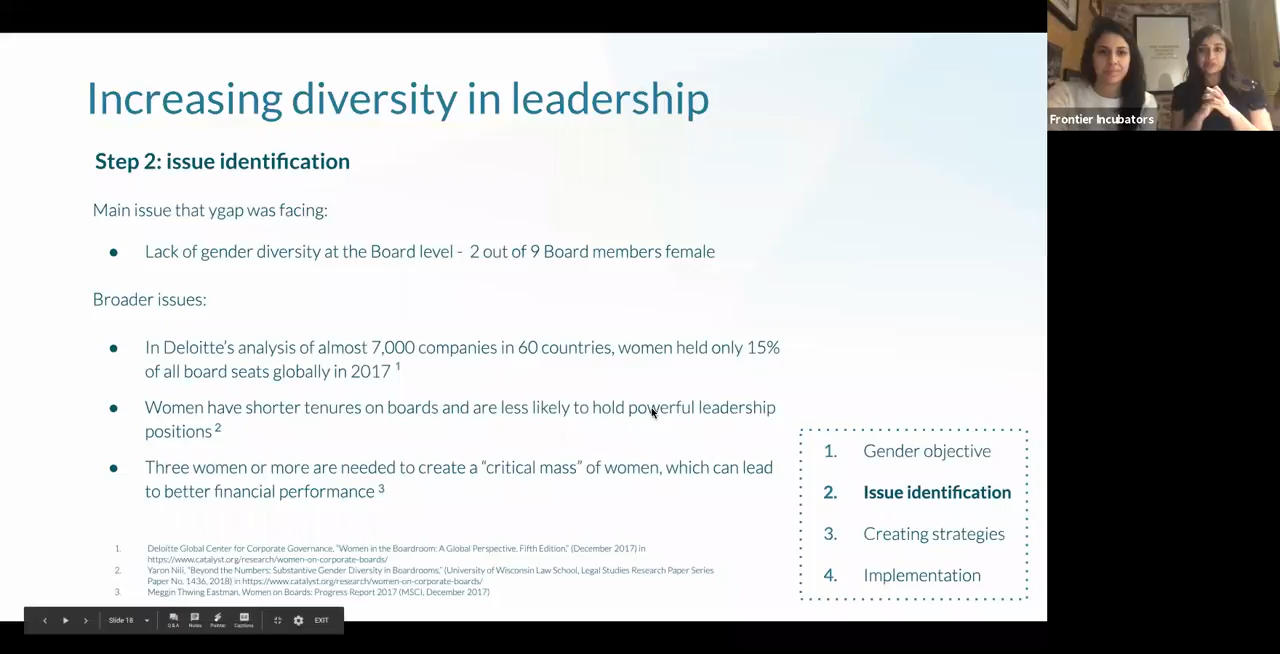 Increasing diversity in leadership
Step 2: issue identification
Main issue that ygap was facing:
● Lack of gender diversity at the Board level - 2 out of 9 Board members female
Broader issues:
● In Deloitte's analysis of almost 7,000 companies in 60 countries, women held only 15%
of all board seats globally in 2017 1
● Women have shorter tenures on boards and are less likely to hold powerful leadership
positions 2
● Three women or more are needed to create a “critical mass” of women, which can lead
to better financial performance 3
1. Gender objective
2. Issue identification
3. Creating strategies
4. Implementation
1. Deloitte Global Center for Corporate Governance, “Women in the Boardroom: A Global Perspective, Fifth Edition,” (December 2017) in
https://www.catalyst.org/research/women-on-corporate-boards/
2. Yaron Nili, “Beyond the Numbers: Substantive Gender Diversity in Boardrooms,” (University of Wisconsin Law School, Legal Studies Research Paper Series
Paper No. 1436, 2018) in https://www.catalyst.org/research/women-on-corporate-boards/
3. Meggin Thwing Eastman, Women on Boards: Progress Report 2017 (MSCI, December 2017)
Slide 18
Q&A Notes Pointer Captions
EXIT
Frontier Incubators